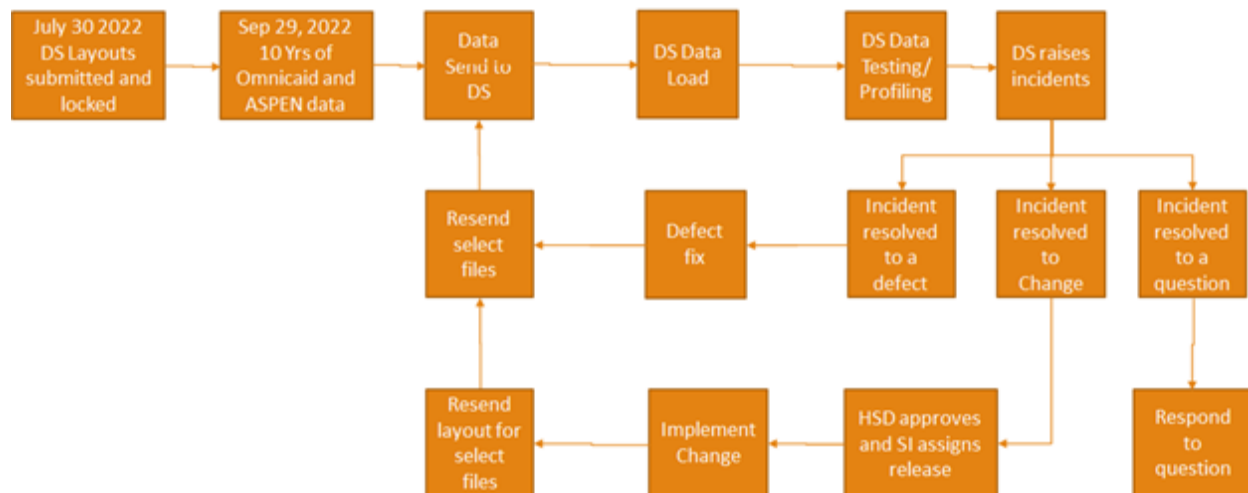 July 30 2022
DS Layouts
submitted and
locked
Sep 29, 2022
10 Yrs of
Omnicaid and
ASPEN data
Data
Send to
DS
DS Data
Load
DS Data
Testing/
Profiling
DS raises
incidents
Resend
select
files
Defect
fix
Incident
resolved
to a
defect
Incident
resolved
to
Change
Incident
resolved
to a
question
Resend
layout for
select
files
Implement
Change
HSD approves
and SI assigns
release
Respond
to
question